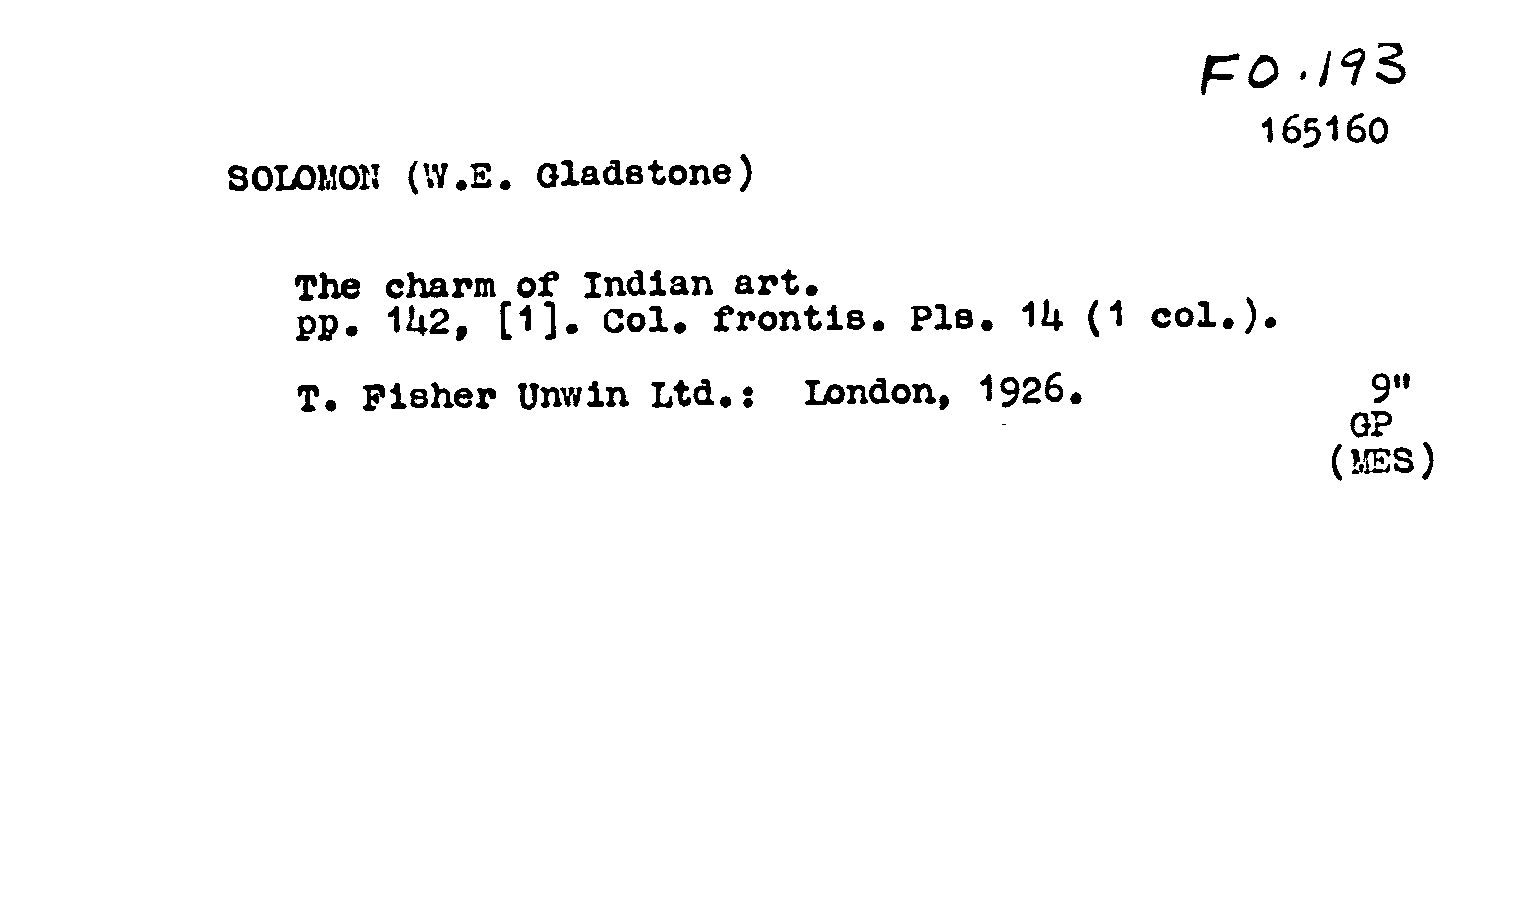 FO.193
165160
SOLOMON (W.E. Gladstone)
The charm of Indian art.
pp. 142, [1]. Col. frontis. Pls. 14 (1 col.).
T. Fisher Unwin Ltd.: London, 1926. 9"
GP
(MES)